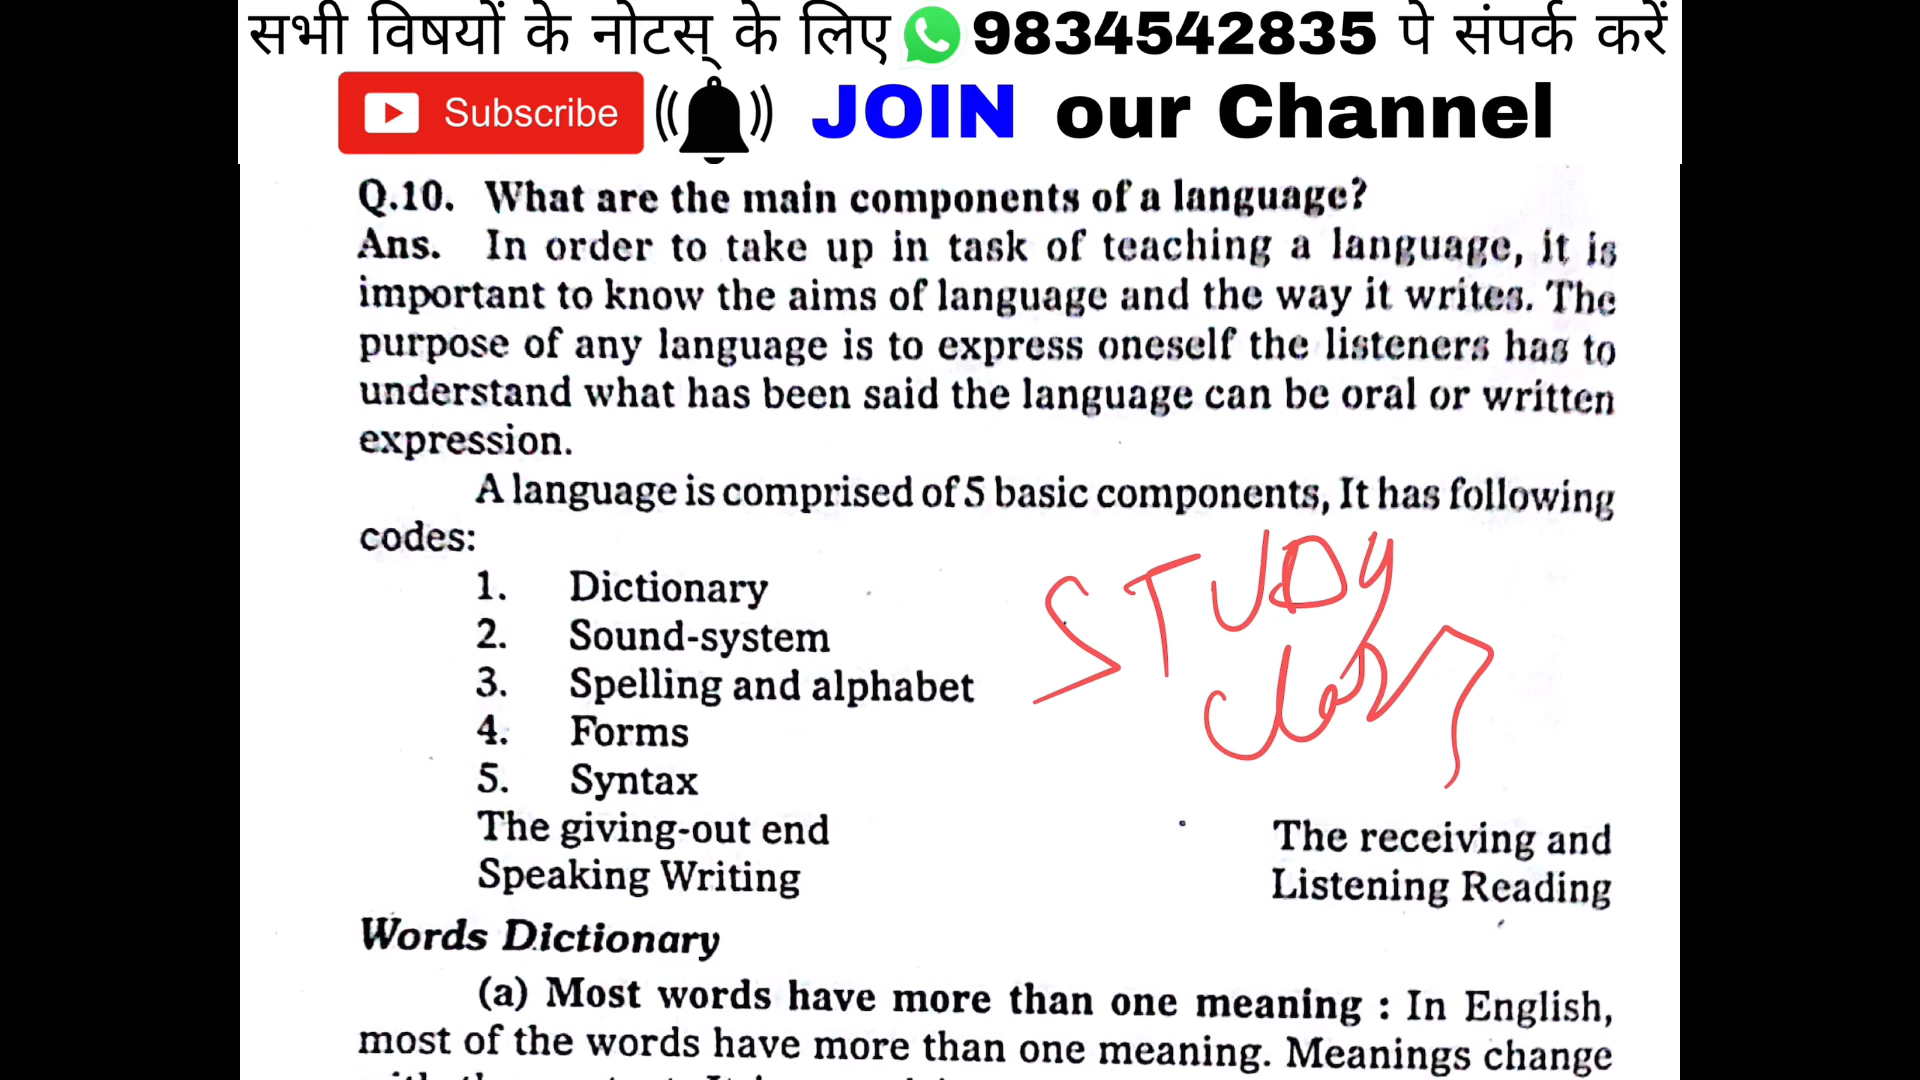 सभी विषयों के नोटस् के लिए 9834542835 पे संपर्क करें
Subscribe JOIN our Channel
Q.10. What are the main components of a language?
Ans. In order to take up in task of teaching a language, it is
important to know the aims of language and the way it writes. The
purpose of any language is to express oneself the listeners has to
understand what has been said the language can be oral or written
expression.
A language is comprised of 5 basic components, It has following
codes:
1. Dictionary
2. Sound-system
3. Spelling and alphabet
4. Forms
5. Syntax
STUDY
The giving-out end The receiving and
Speaking Writing Listening Reading
Words Dictionary
(a) Most words have more than one meaning : In English,
most of the words have more than one meaning. Meanings change